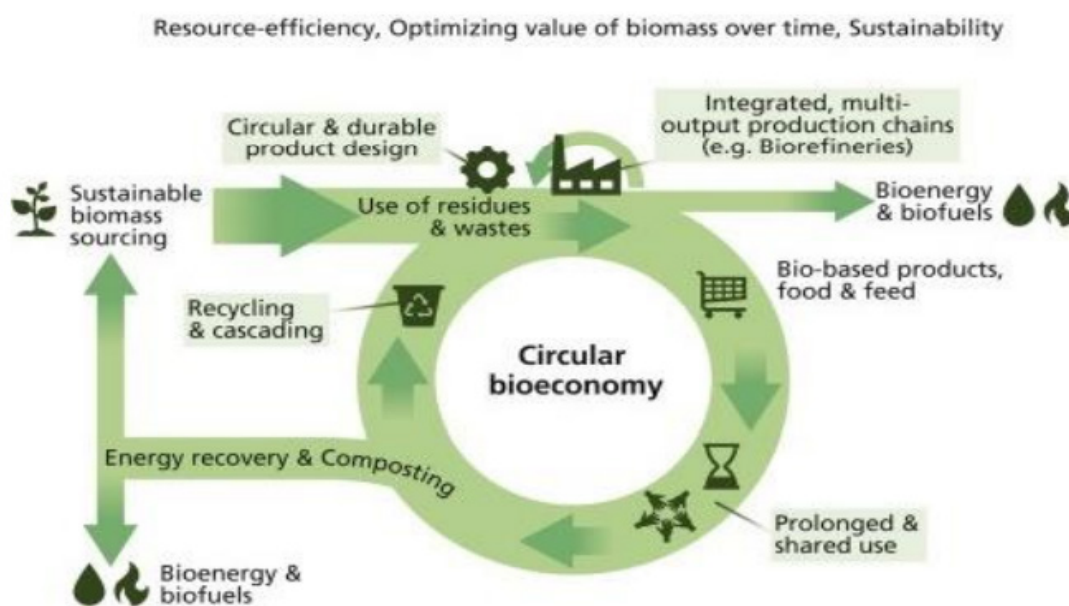 Resource-efficiency, Optimizing value of biomass over time, Sustainability
Circular & durable
product design
Integrated, multi-
output production chains
(e.g. Biorefineries)
Sustainable
biomass
sourcing
Use of residues
& wastes
Bioenergy
& biofuels
Bio-based products,
food & feed
Recycling
& cascading
Circular
bioeconomy
Energy recovery & Composting
Prolonged &
shared use
Bioenergy &
biofuels